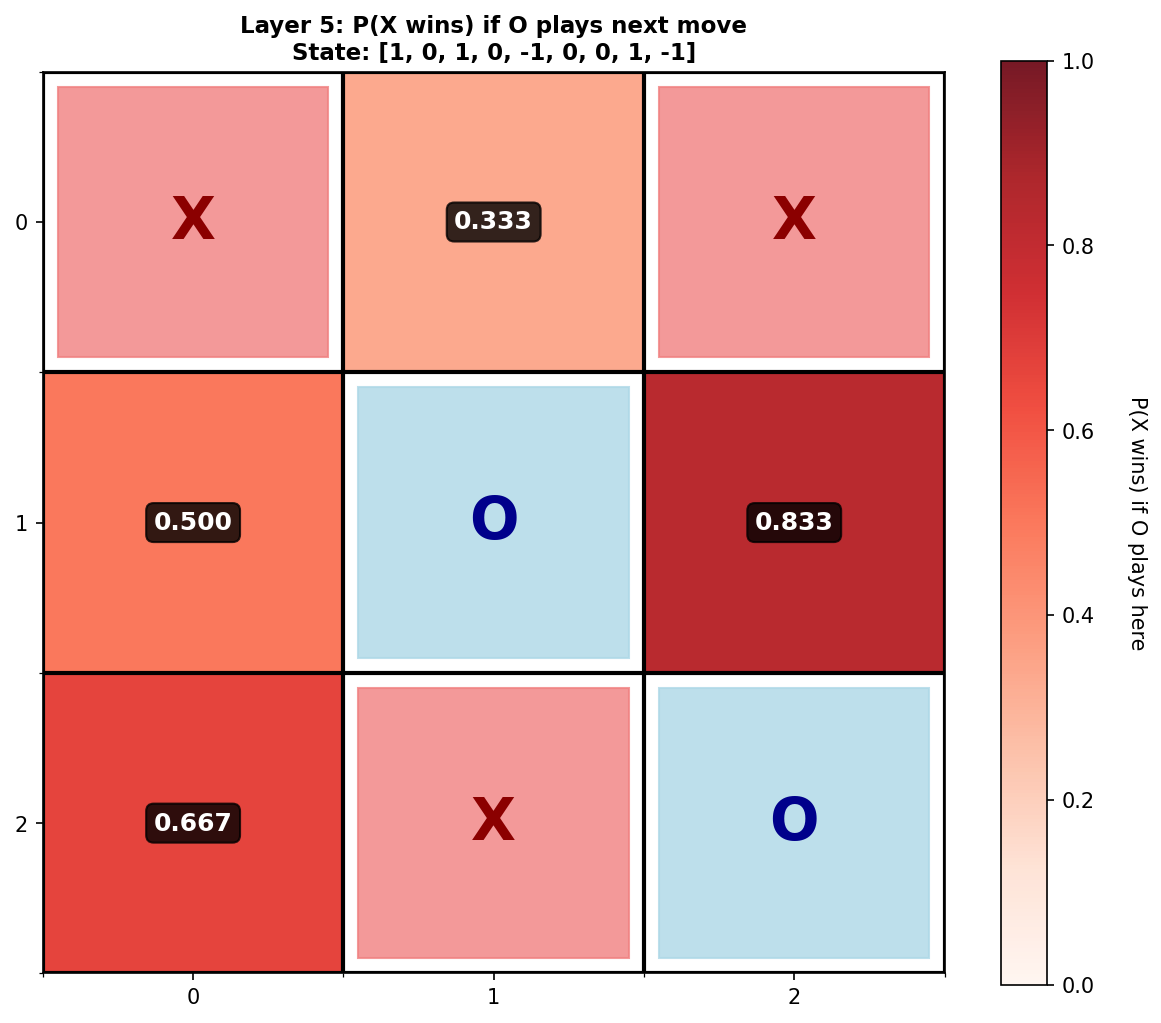 Layer 5: P(X wins) if O plays next move
State: [1, 0, 1, 0, -1, 0, 0, 1, -1]
0
X
0.333
X
1
0.500
O
0.833
2
0.667
X
O
0
1
2
1.0
0.8
0.6
0.4
0.2
0.0
P(X wins) if O plays here